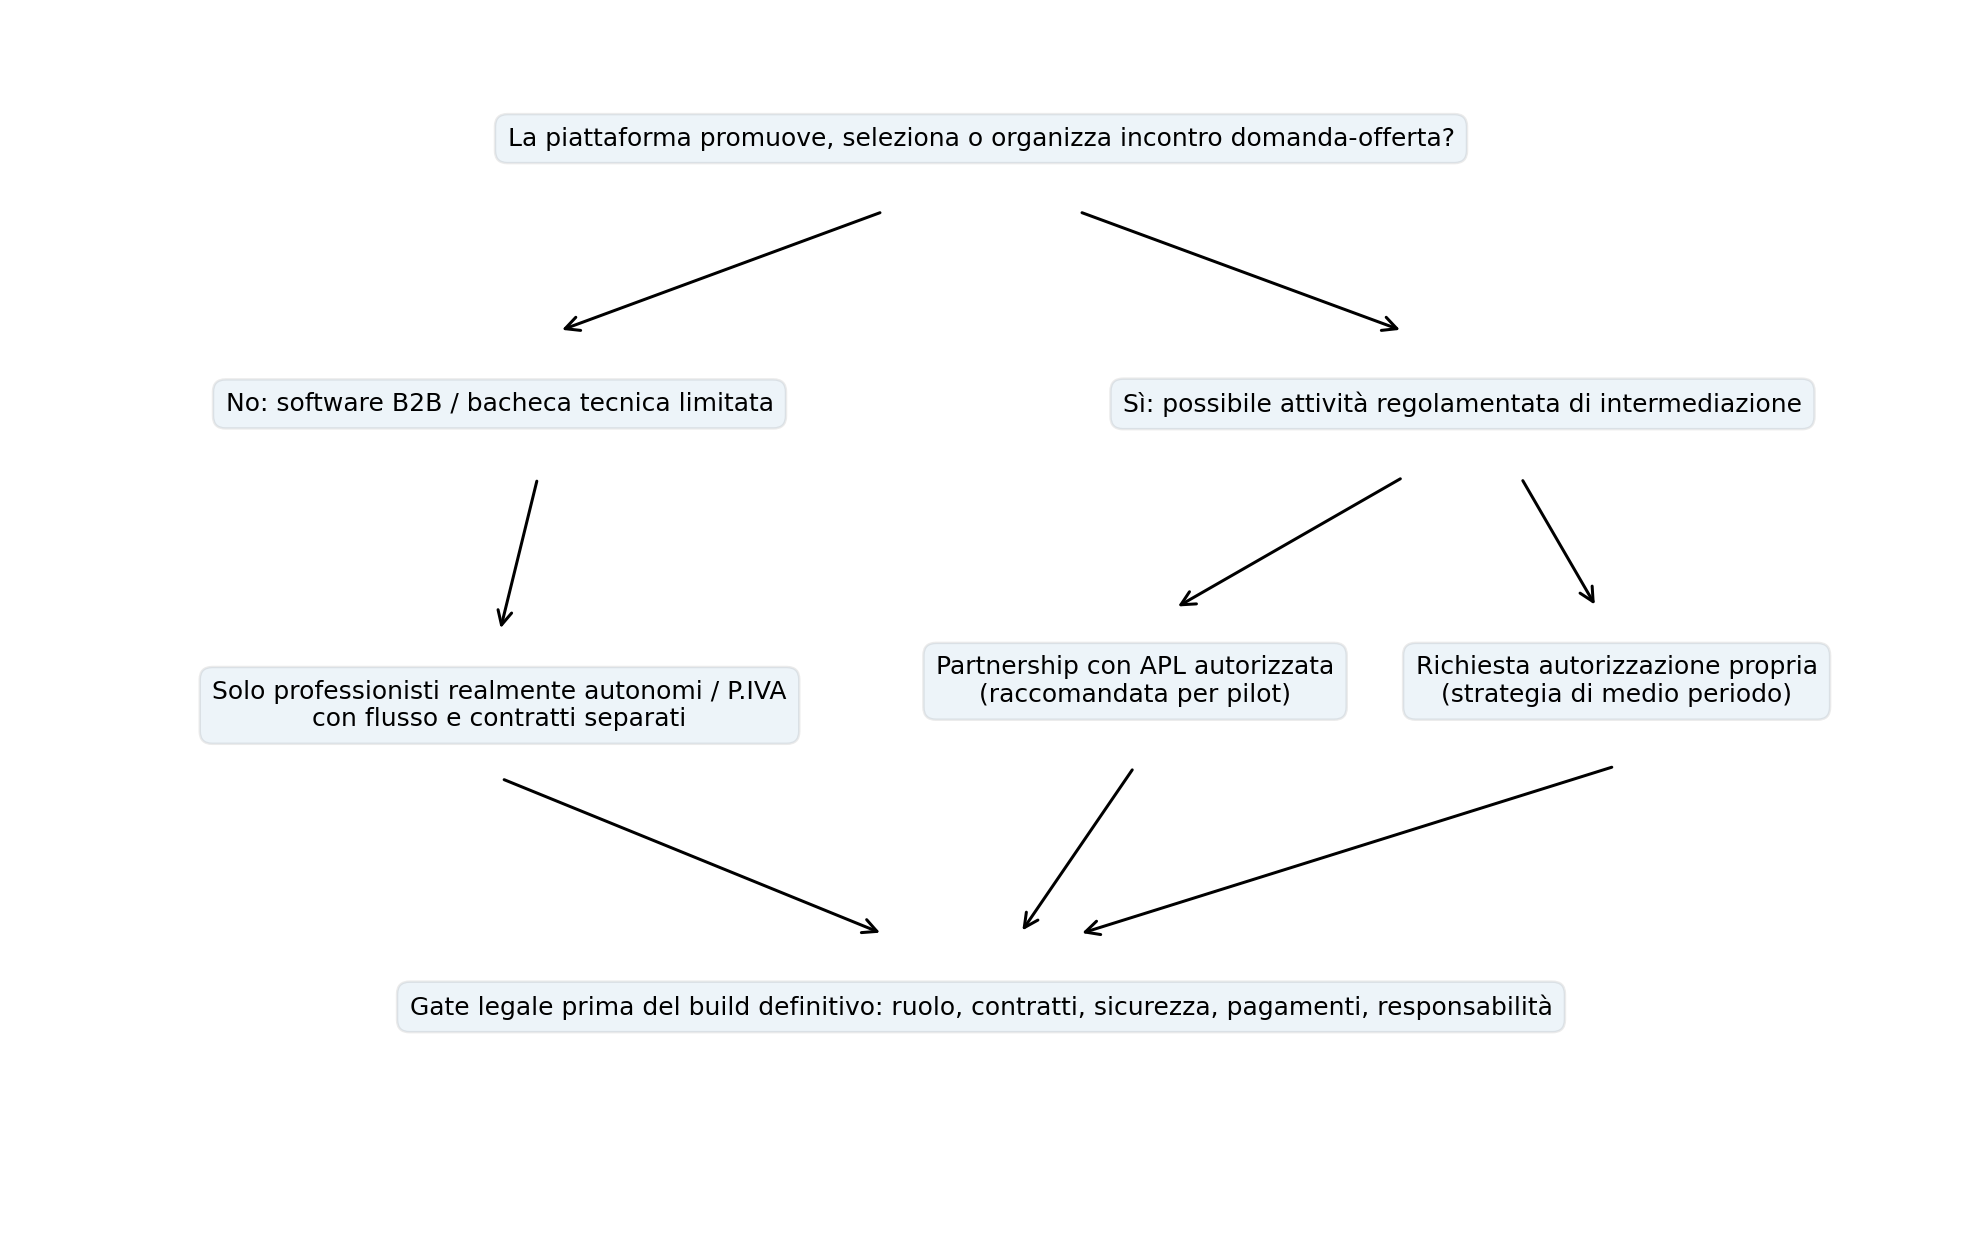 La piattaforma promuove, seleziona o organizza incontro domanda-offerta?
No: software B2B / bacheca tecnica limitata
Sì: possibile attività regolamentata di intermediazione
Solo professionisti realmente autonomi / P.IVA
con flusso e contratti separati
Partnership con APL autorizzata
(raccomandata per pilot)
Richiesta autorizzazione propria
(strategia di medio periodo)
Gate legale prima del build definitivo: ruolo, contratti, sicurezza, pagamenti, responsabilità